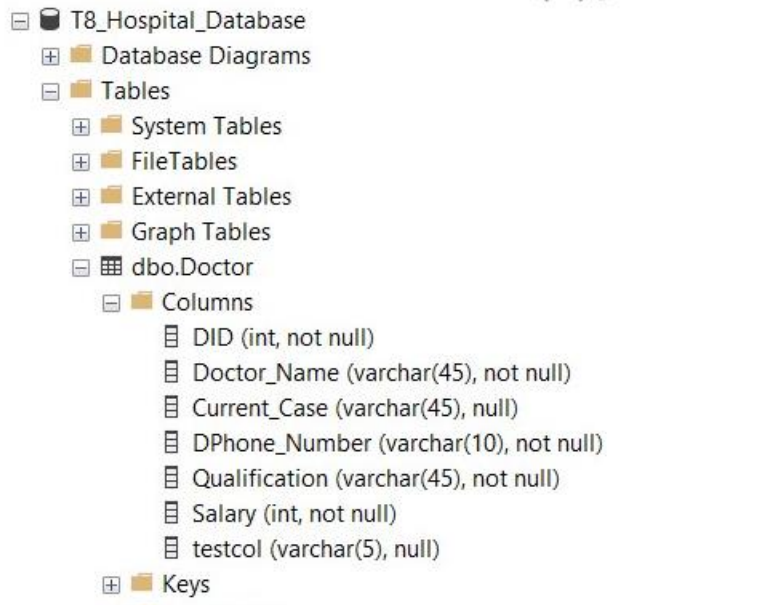 T8_Hospital_Database
Database Diagrams
Tables
System Tables
FileTables
External Tables
Graph Tables
dbo.Doctor
Columns
DID (int, not null)
Doctor_Name (varchar(45), not null)
Current_Case (varchar(45), null)
DPhone_Number (varchar(10), not null)
Qualification (varchar(45), not null)
Salary (int, not null)
testcol (varchar(5), null)
Keys